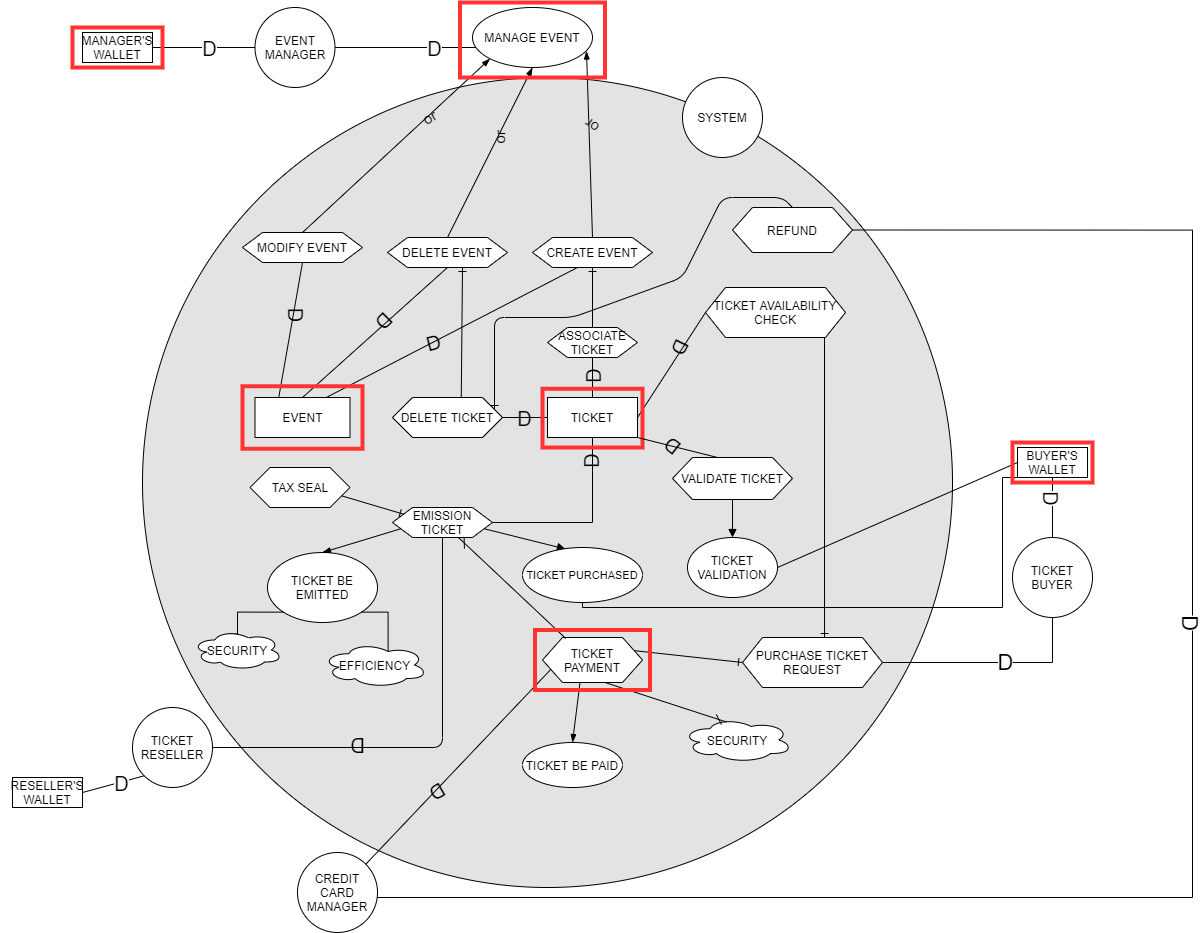 MANAGER'S
WALLET
D
EVENT
MANAGER
D
MANAGE EVENT
SYSTEM
or
or
or
REFUND
MODIFY EVENT
DELETE EVENT
CREATE EVENT
TICKET AVAILABILITY
CHECK
D
D
D
ASSOCIATE
TICKET
D
D
EVENT
DELETE TICKET
D
TICKET
D
D
VALIDATE TICKET
BUYER'S
WALLET
D
TAX SEAL
EMISSION
TICKET
TICKET BE
EMITTED
TICKET PURCHASED
TICKET
VALIDATION
TICKET
BUYER
SECURITY
EFFICIENCY
TICKET
PAYMENT
PURCHASE TICKET
REQUEST
D
D
TICKET
RESELLER
D
SECURITY
TICKET BE PAID
RESELLER'S
WALLET
D
D
CREDIT
CARD
MANAGER